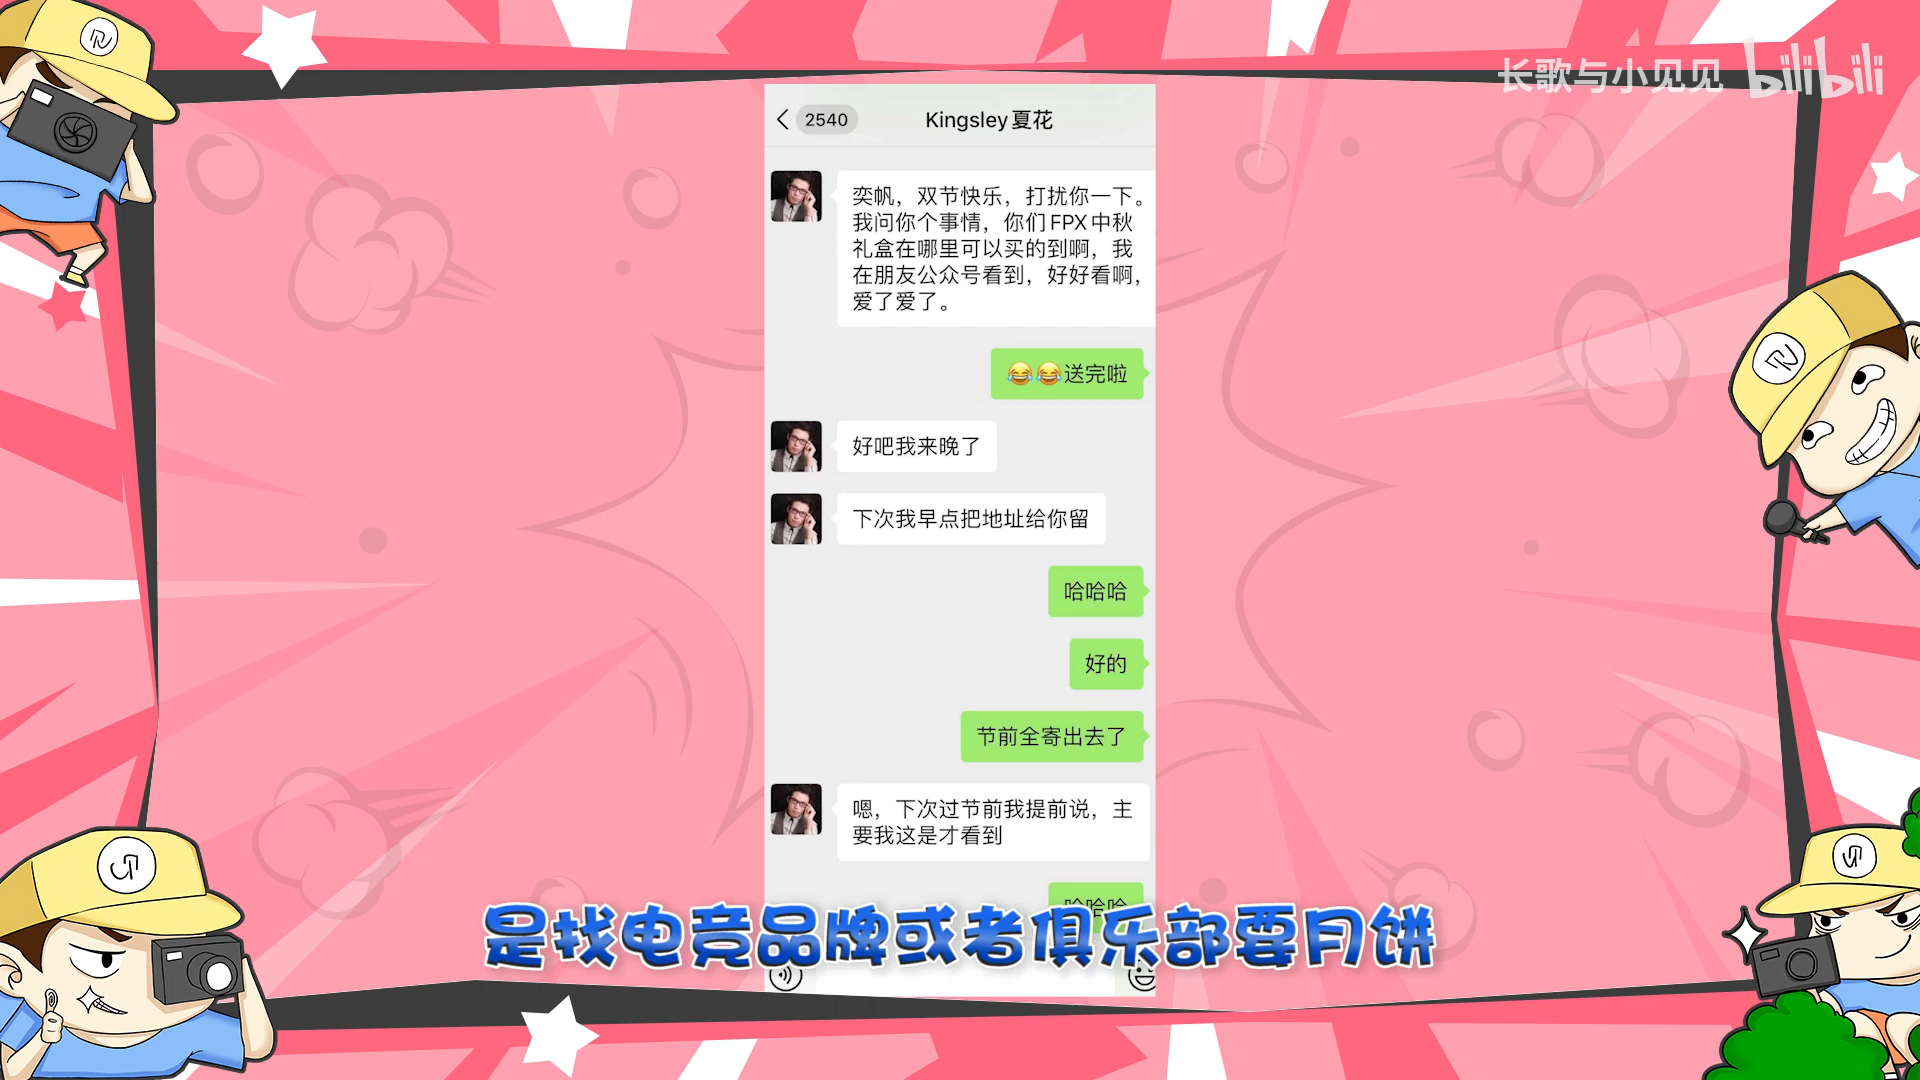 长歌与小见见 bilibili
2540
Kingsley夏花
奕帆，双节快乐，打扰你一下。
我问你个事情，你们FPX中秋
礼盒在哪里可以买的到啊，我
在朋友公众号看到，好好看啊，
爱了爱了。
😂😂送完啦
好吧我来晚了
下次我早点把地址给你留
哈哈哈
好的
节前全寄出去了
嗯，下次过节前我提前说，主
要我这是才看到
哈哈哈
是找电竞品牌或者俱乐部要月饼